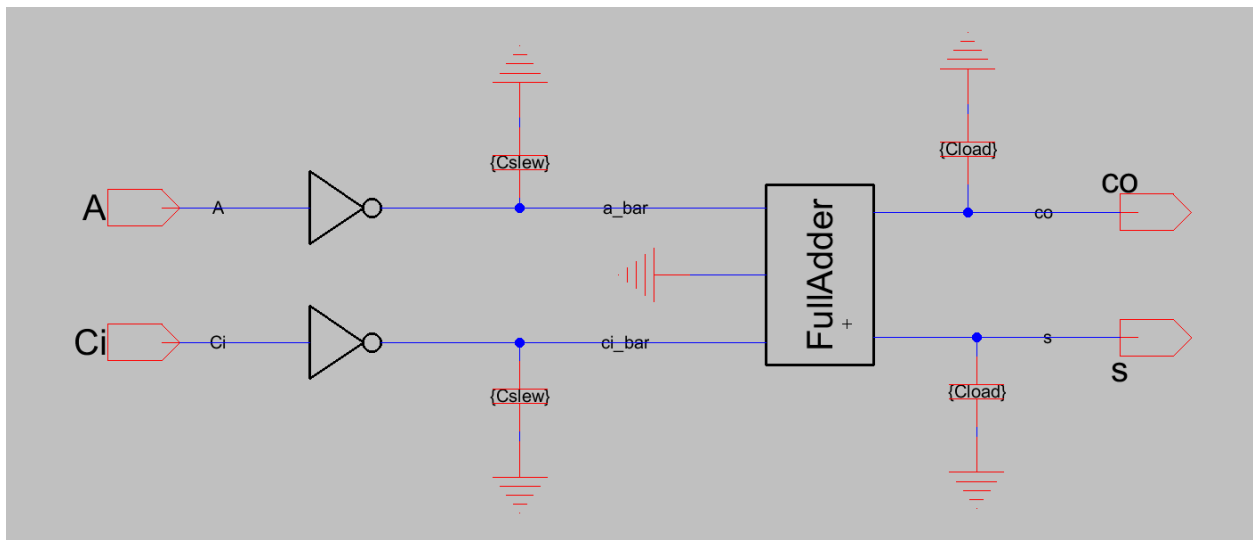 {Cslew}
{Cload}
A
A
a_bar
co
co
FullAdder
Ci
Ci
ci_bar
s
s
{Cslew}
{Cload}